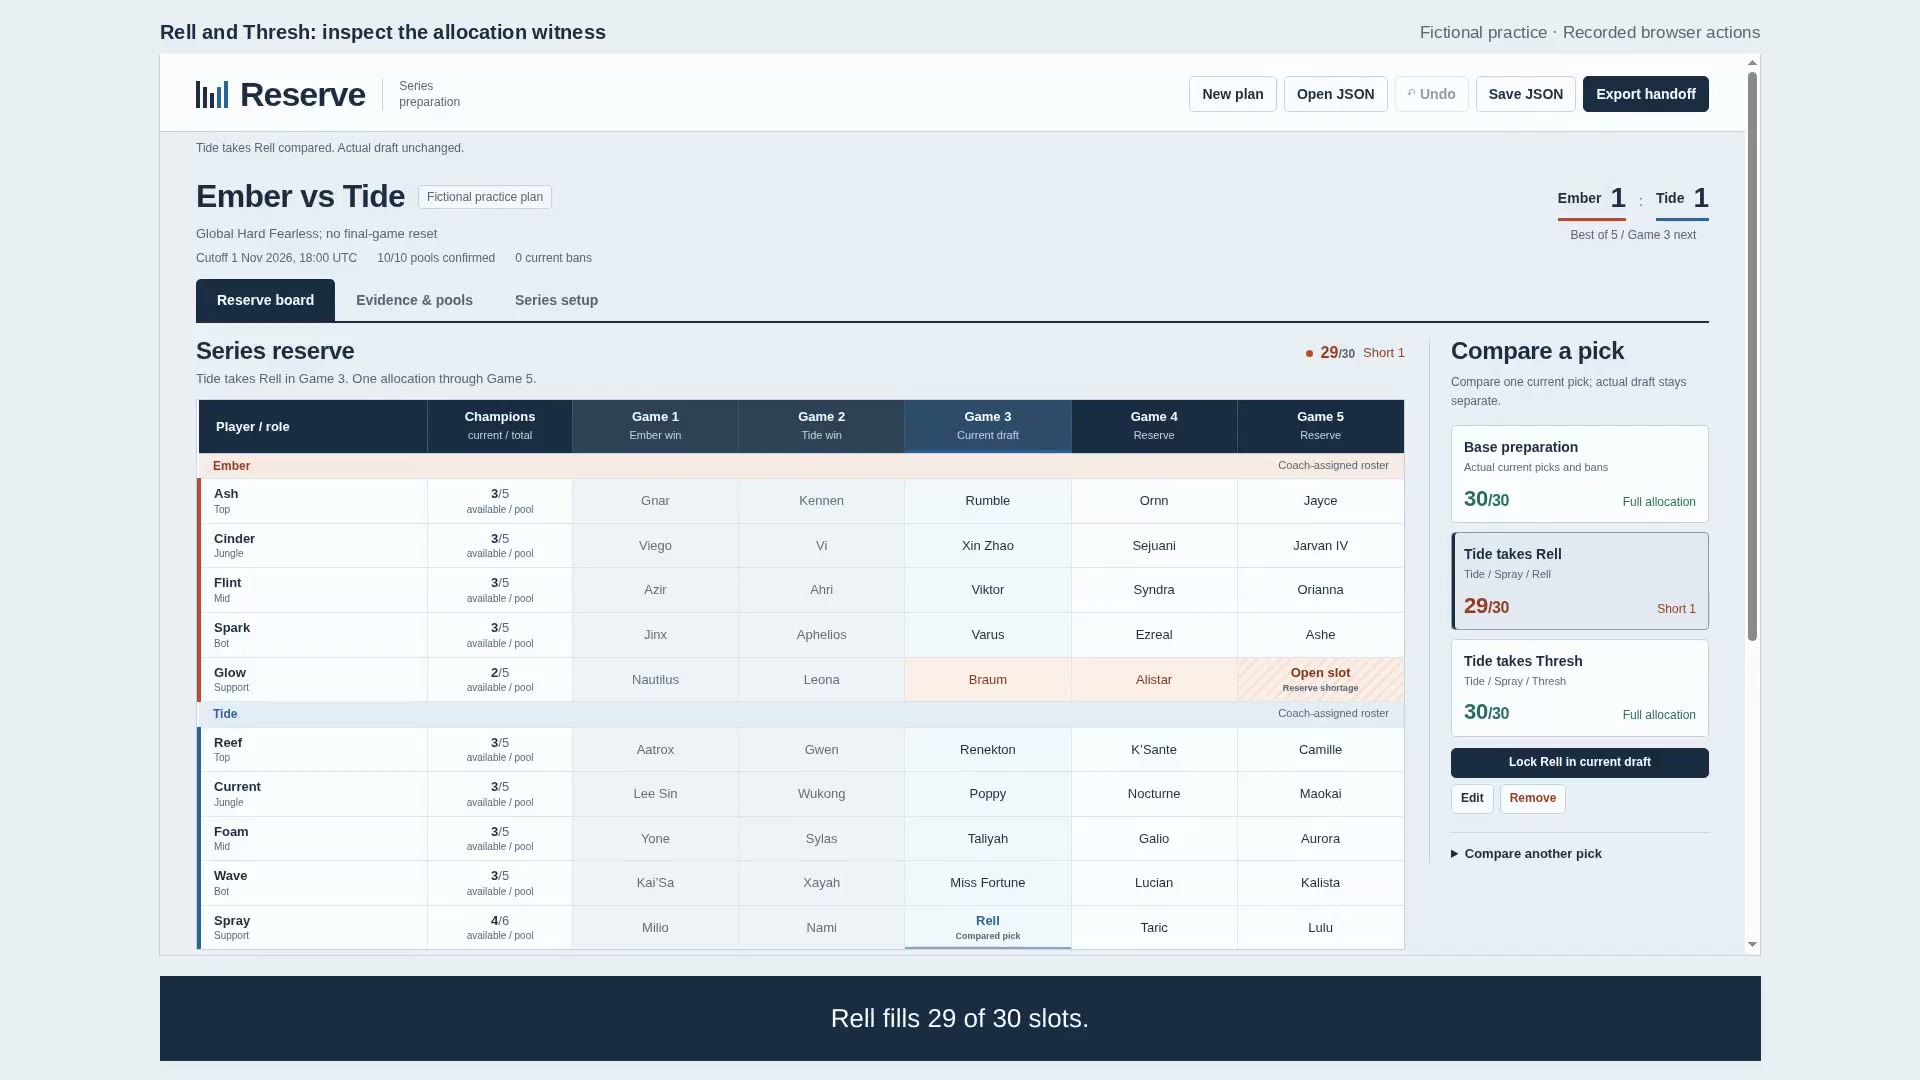 Rell and Thresh: inspect the allocation witness
Fictional practice · Recorded browser actions
Reserve
Series
preparation
New plan
Open JSON
Undo
Save JSON
Export handoff
Tide takes Rell compared. Actual draft unchanged.
Ember vs Tide
Fictional practice plan
Ember 1 : Tide 1
Global Hard Fearless; no final-game reset
Best of 5 / Game 3 next
Cutoff 1 Nov 2026, 18:00 UTC 10/10 pools confirmed 0 current bans
Reserve board
Evidence & pools
Series setup
Series reserve
29/30 Short 1
Tide takes Rell in Game 3. One allocation through Game 5.
Player / role
Champions
current / total
Game 1
Ember win
Game 2
Tide win
Game 3
Current draft
Game 4
Reserve
Game 5
Reserve
Ember
Coach-assigned roster
Ash
Top
3/5
available / pool
Gnar
Kennen
Rumble
Ornn
Jayce
Cinder
Jungle
3/5
available / pool
Viego
Vi
Xin Zhao
Sejuani
Jarvan IV
Flint
Mid
3/5
available / pool
Azir
Ahri
Viktor
Syndra
Orianna
Spark
Bot
3/5
available / pool
Jinx
Aphelios
Varus
Ezreal
Ashe
Glow
Support
2/5
available / pool
Nautilus
Leona
Braum
Alistar
Open slot
Reserve shortage
Tide
Coach-assigned roster
Reef
Top
3/5
available / pool
Aatrox
Gwen
Renekton
K'Sante
Camille
Current
Jungle
3/5
available / pool
Lee Sin
Wukong
Poppy
Nocturne
Maokai
Foam
Mid
3/5
available / pool
Yone
Sylas
Taliyah
Galio
Aurora
Wave
Bot
3/5
available / pool
Kai'Sa
Xayah
Miss Fortune
Lucian
Kalista
Spray
Support
4/6
available / pool
Milio
Nami
Rell
Compared pick
Taric
Lulu
Compare a pick
Compare one current pick; actual draft stays
separate.
Base preparation
Actual current picks and bans
30/30 Full allocation
Tide takes Rell
Tide / Spray / Rell
29/30 Short 1
Tide takes Thresh
Tide / Spray / Thresh
30/30 Full allocation
Lock Rell in current draft
Edit
Remove
Compare another pick
Rell fills 29 of 30 slots.